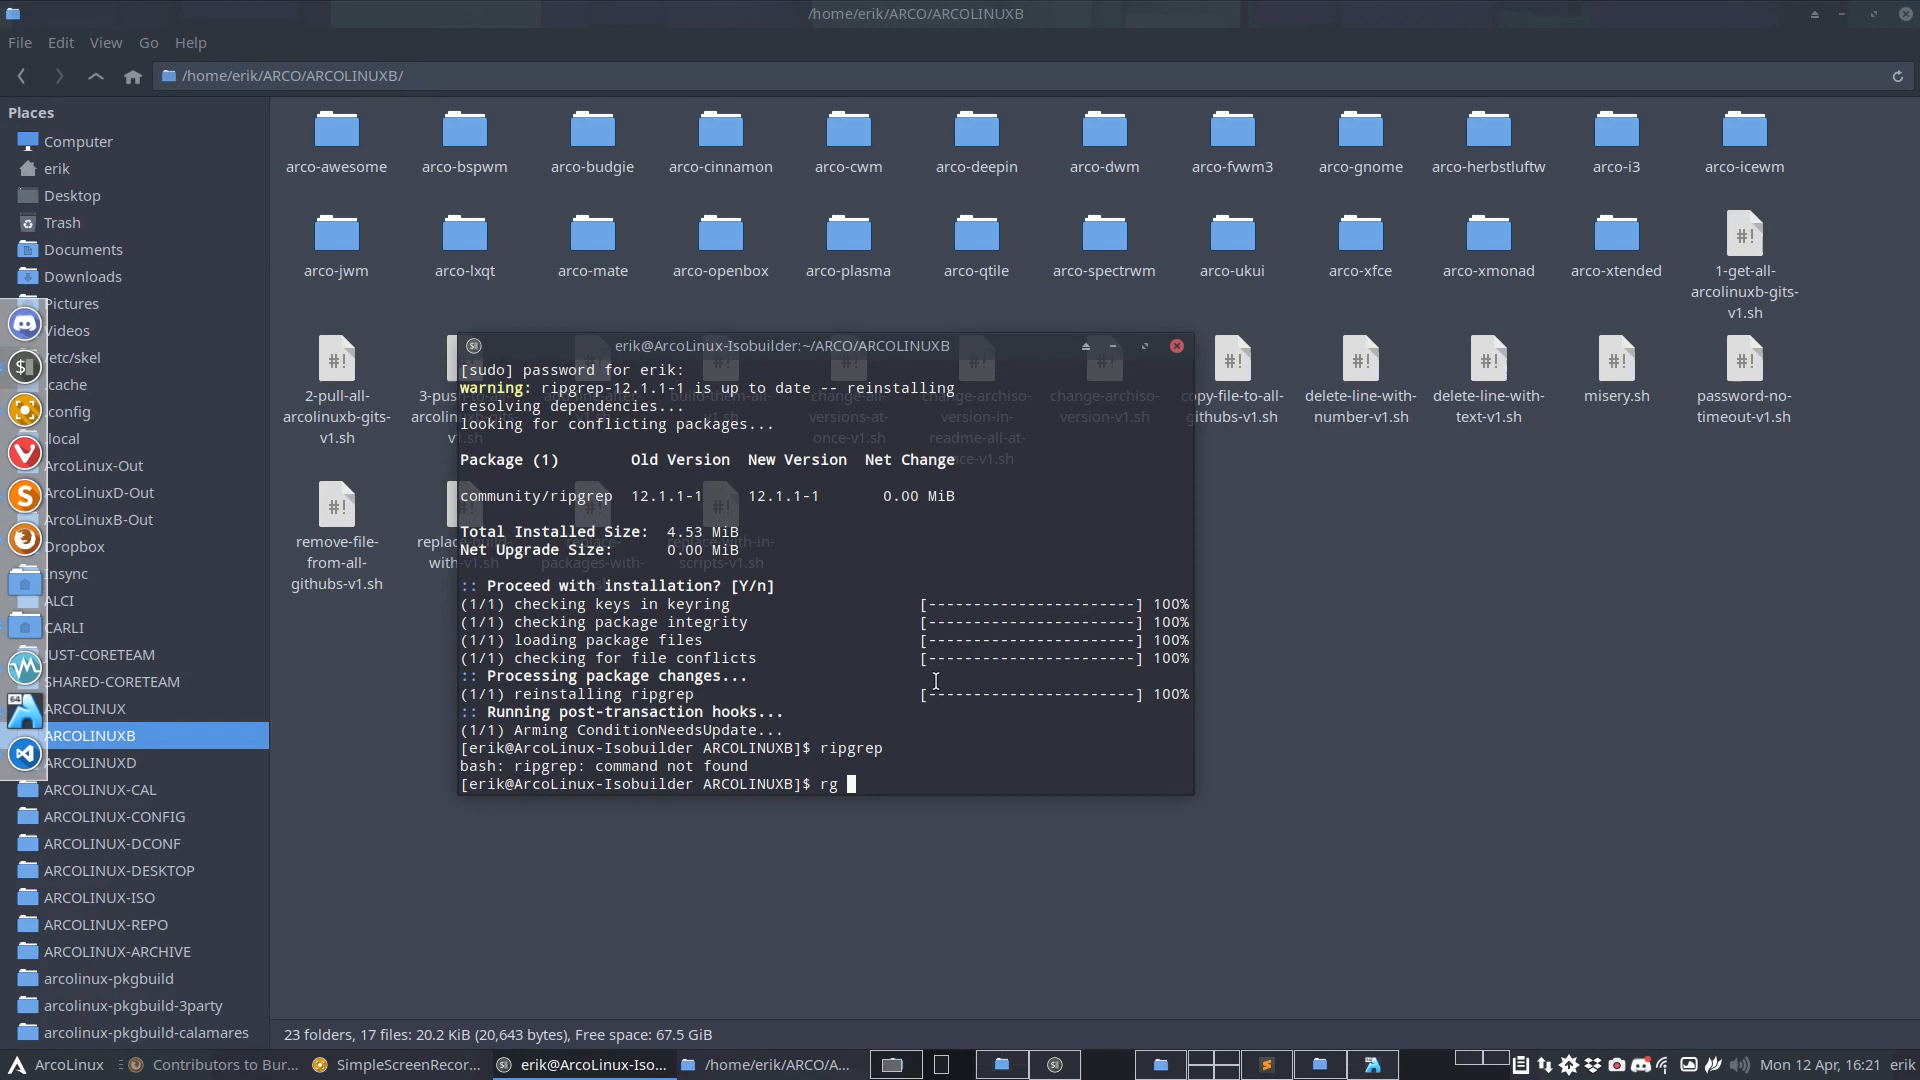 /home/erik/ARCO/ARCOLINUXB
File Edit View Go Help
/home/erik/ARCO/ARCOLINUXB/
Places
Computer
erik
Desktop
Trash
Documents
Downloads
Pictures
Videos
/etc/skel
.cache
.config
.local
ArcoLinux-Out
ArcoLinuxD-Out
ArcoLinuxB-Out
Dropbox
Insync
ALCI
CARLI
JUST-CORETEAM
SHARED-CORETEAM
ARCOLINUX
ARCOLINUXB
ARCOLINUXD
ARCOLINUX-CAL
ARCOLINUX-CONFIG
ARCOLINUX-DCONF
ARCOLINUX-DESKTOP
ARCOLINUX-ISO
ARCOLINUX-REPO
ARCOLINUX-ARCHIVE
arcolinux-pkgbuild
arcolinux-pkgbuild-3party
arcolinux-pkgbuild-calamares
arco-awesome arco-bspwm arco-budgie arco-cinnamon arco-cwm arco-deepin arco-dwm arco-fvwm3 arco-gnome arco-herbstluftw arco-i3 arco-icewm
arco-jwm arco-lxqt arco-mate arco-openbox arco-plasma arco-qtile arco-spectrwm arco-ukui arco-xfce arco-xmonad arco-xtended
1-get-all-
arcolinuxb-gits-
v1.sh
2-pull-all-
arcolinuxb-gits-
v1.sh
copy-file-to-all-
githubs-v1.sh
delete-line-with-
number-v1.sh
delete-line-with-
text-v1.sh
misery.sh
password-no-
timeout-v1.sh
remove-file-
from-all-
githubs-v1.sh
erik@ArcoLinux-Isobuilder:~/ARCO/ARCOLINUXB
[sudo] password for erik:
warning: ripgrep-12.1.1-1 is up to date -- reinstalling
resolving dependencies...
looking for conflicting packages...
Package (1) Old Version New Version Net Change
community/ripgrep 12.1.1-1 12.1.1-1 0.00 MiB
Total Installed Size: 4.53 MiB
Net Upgrade Size: 0.00 MiB
:: Proceed with installation? [Y/n]
(1/1) checking keys in keyring [-----------------------] 100%
(1/1) checking package integrity [-----------------------] 100%
(1/1) loading package files [-----------------------] 100%
(1/1) checking for file conflicts [-----------------------] 100%
:: Processing package changes...
(1/1) reinstalling ripgrep [-----------------------] 100%
:: Running post-transaction hooks...
(1/1) Arming ConditionNeedsUpdate...
[erik@ArcoLinux-Isobuilder ARCOLINUXB]$ ripgrep
bash: ripgrep: command not found
[erik@ArcoLinux-Isobuilder ARCOLINUXB]$ rg
23 folders, 17 files: 20.2 KiB (20,643 bytes), Free space: 67.5 GiB
ArcoLinux Contributors to Bur... SimpleScreenRecor... erik@ArcoLinux-Iso... /home/erik/ARCO/A... Mon 12 Apr, 16:21 erik